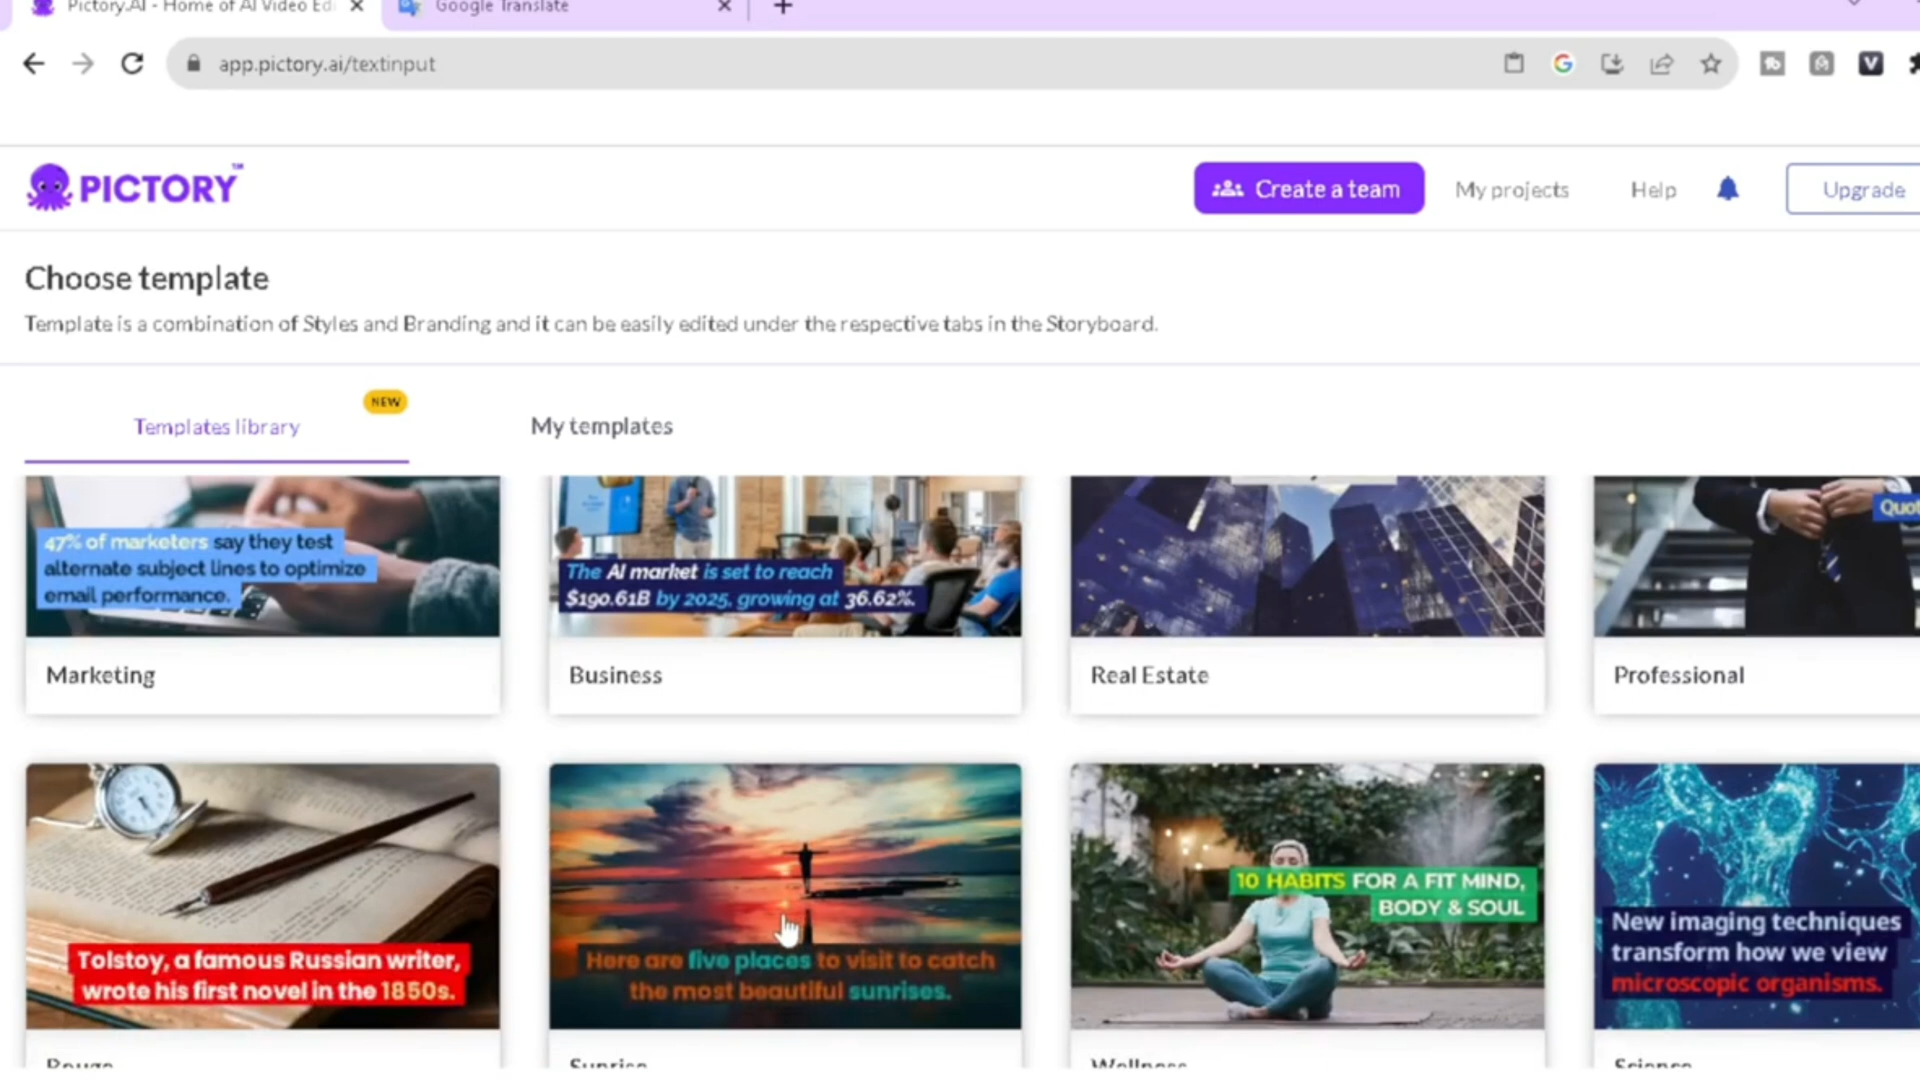 Pictory.AI - Home of AI Video Edi
Google Translate
app.pictory.ai/textinput
PICTORY™
Create a team
My projects
Help
Upgrade
Choose template
Template is a combination of Styles and Branding and it can be easily edited under the respective tabs in the Storyboard.
Templates library
NEW
My templates
47% of marketers say they test
alternate subject lines to optimize
email performance.
The AI market is set to reach
$190.61B by 2025, growing at 36.62%.
Quot
Marketing
Business
Real Estate
Professional
Tolstoy, a famous Russian writer,
wrote his first novel in the 1850s.
Here are five places to visit to catch
the most beautiful sunrises.
10 HABITS FOR A FIT MIND,
BODY & SOUL
New imaging techniques
transform how we view
microscopic organisms.
Rouge
Sunrise
Wellness
Science